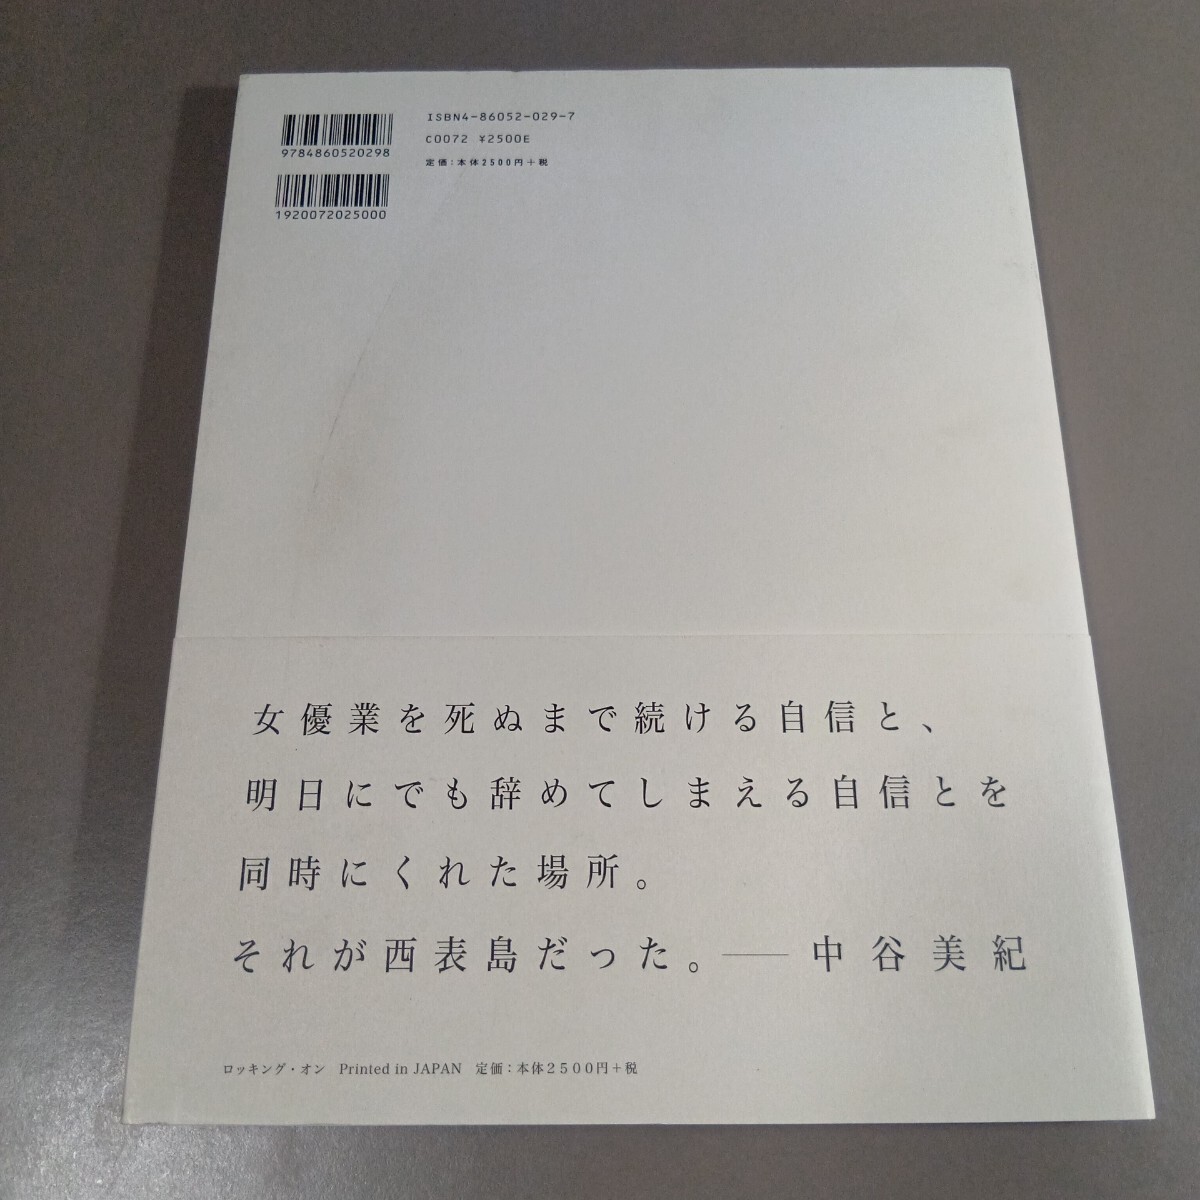 9784860520298
1920072025000
ISBN4-86052-029-7
C0072 ¥2500E
定価：本体2500円＋税
女優業を死ぬまで続ける自信と、
明日にでも辞めてしまえる自信とを
同時にくれた場所。
それが西表島だった。――中谷美紀
ロッキング・オン Printed in JAPAN 定価：本体２５００円＋税